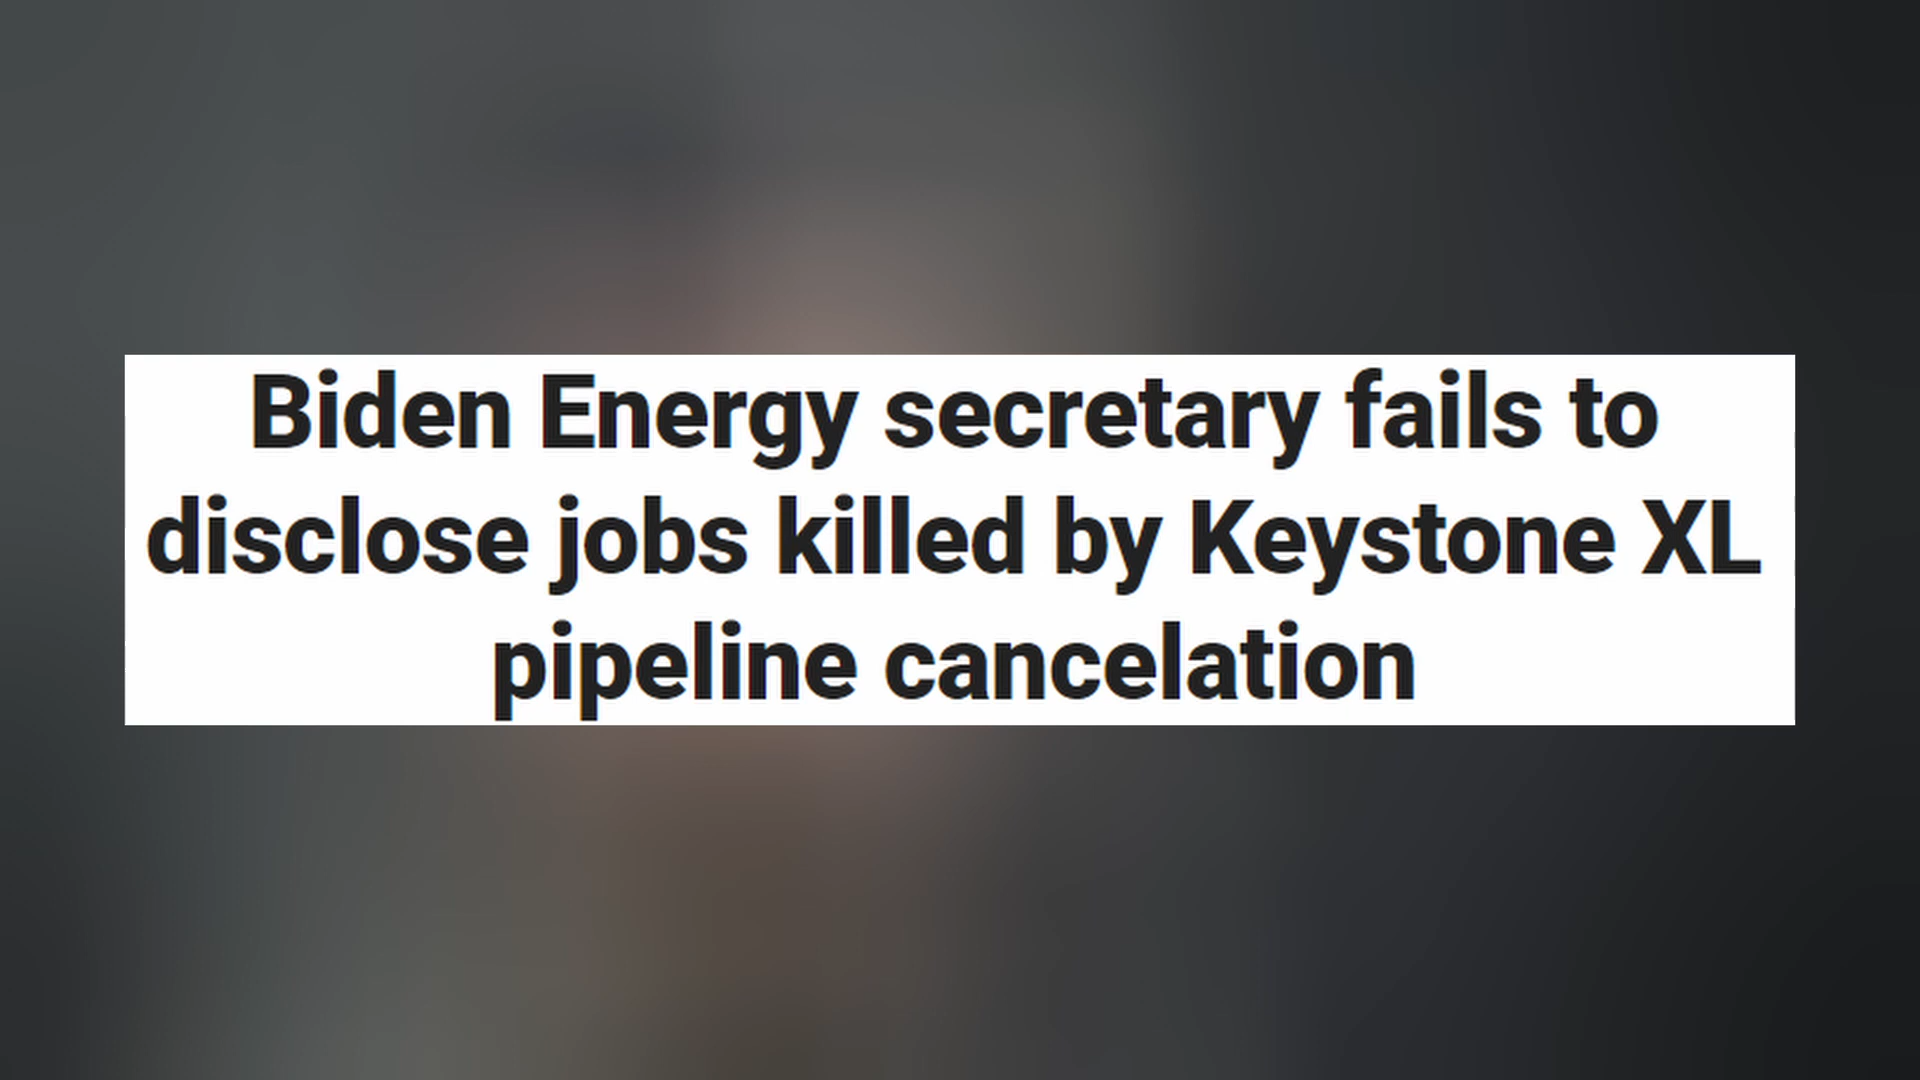 Biden Energy secretary fails to
disclose jobs killed by Keystone XL
pipeline cancelation